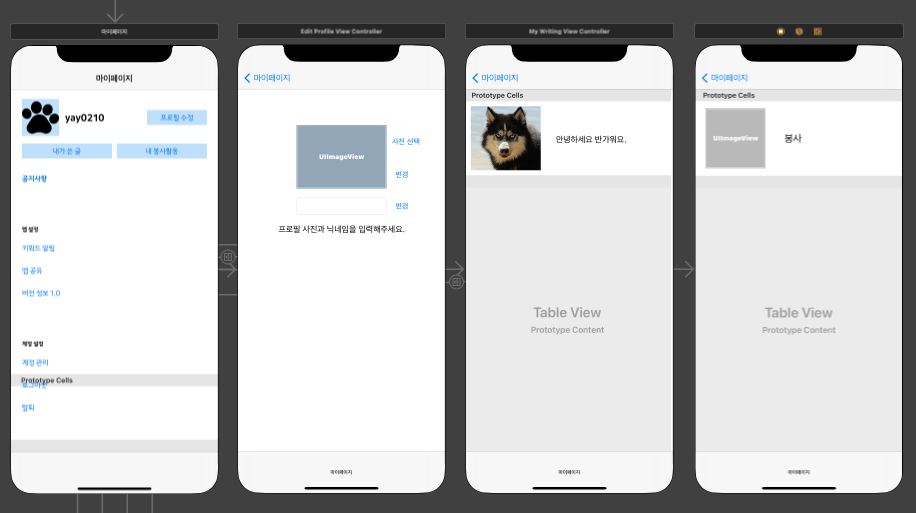 마이페이지
마이페이지
yay0210
프로필 수정
내가 쓴 글
내 봉사활동
공지사항
앱 설정
키워드 알림
앱 공유
버전 정보 1.0
계정 설정
계정 관리
Prototype Cells
로그아웃
탈퇴
Edit Profile View Controller
마이페이지
UIImageView
사진 선택
변경
변경
프로필 사진과 닉네임을 입력해주세요.
마이페이지
My Writing View Controller
마이페이지
Prototype Cells
안녕하세요 반가워요.
Table View
Prototype Content
마이페이지
마이페이지
Prototype Cells
UIImageView
봉사
Table View
Prototype Content
마이페이지